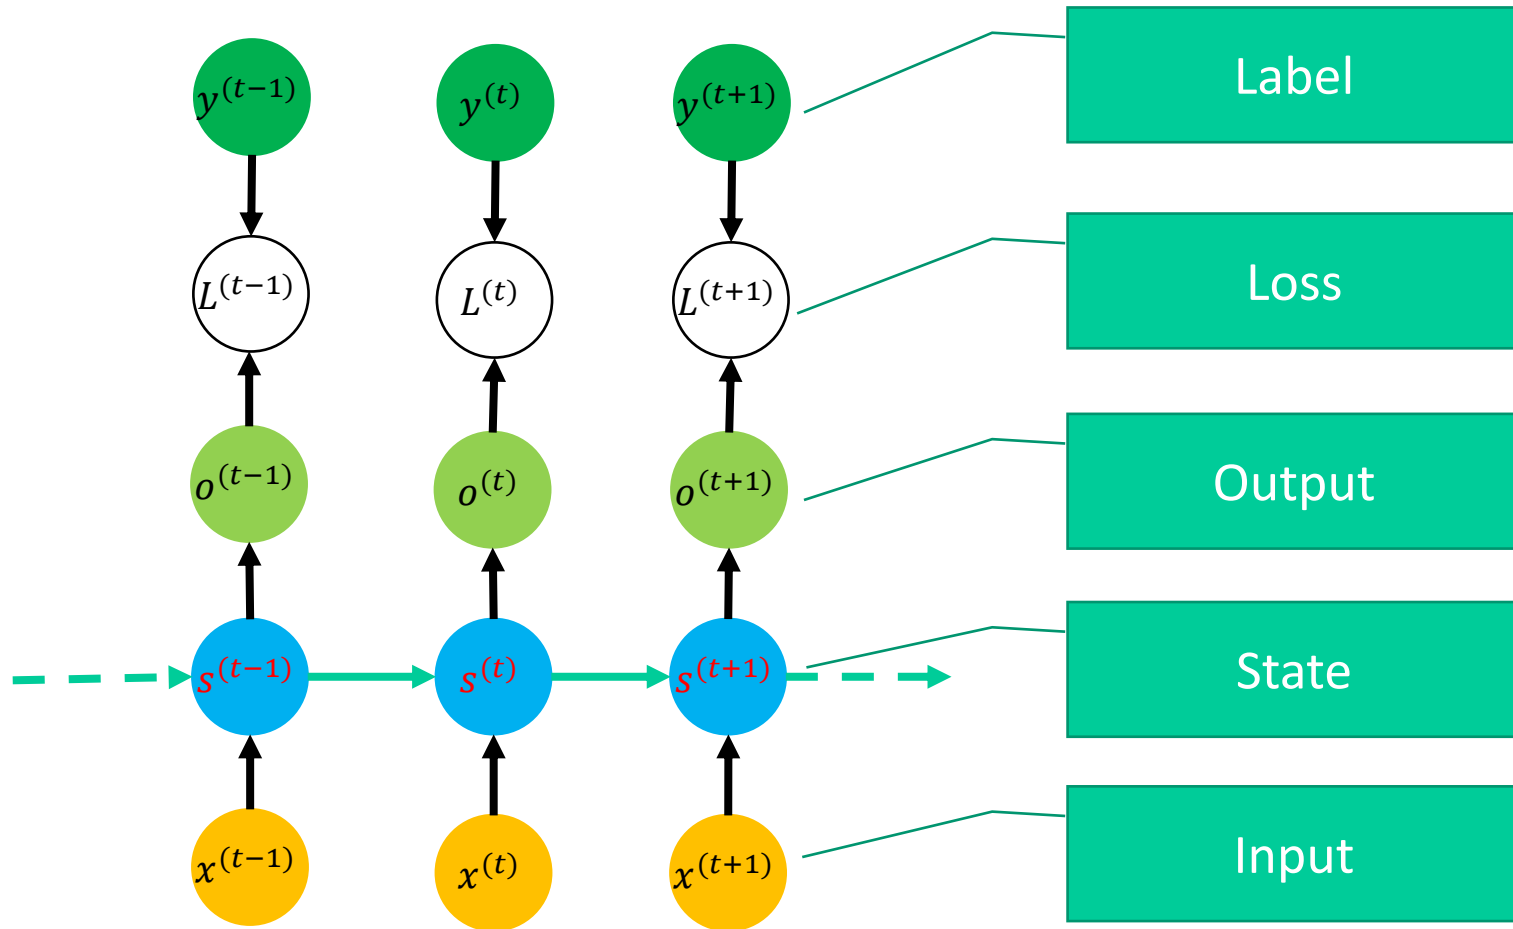 y^(t−1) y^(t) y^(t+1) Label
L^(t−1) L^(t) L^(t+1) Loss
o^(t−1) o^(t) o^(t+1) Output
s^(t−1) s^(t) s^(t+1) State
x^(t−1) x^(t) x^(t+1) Input